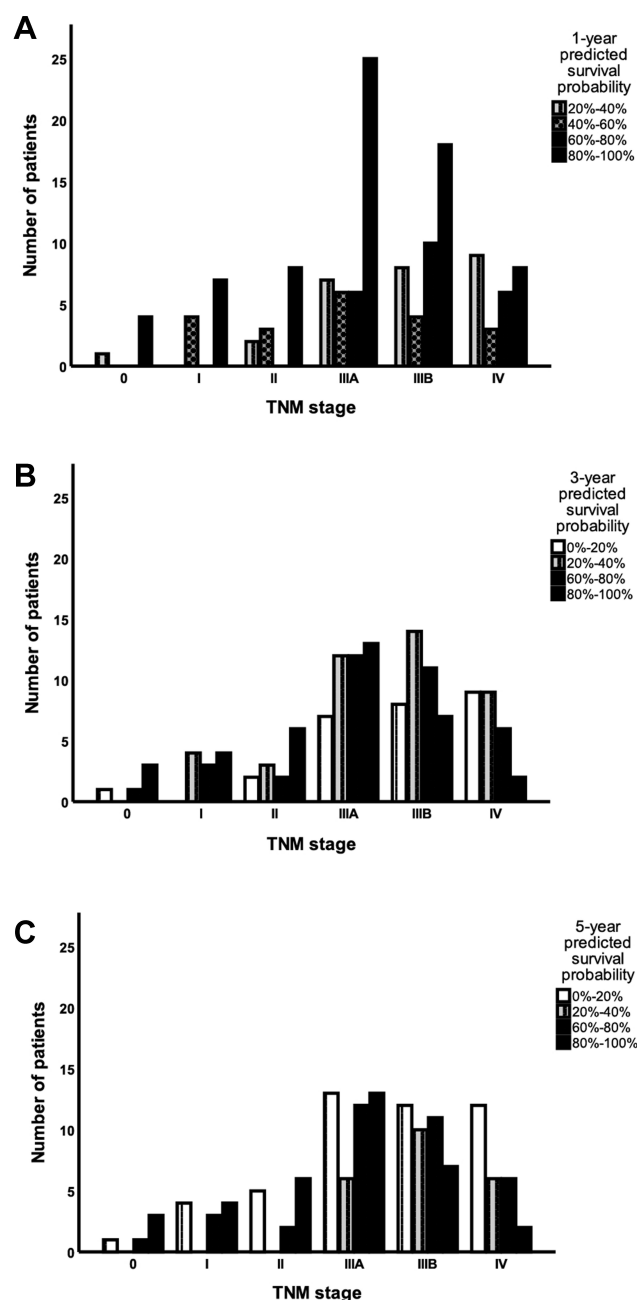 A
1-year
predicted
survival
probability
20%-40%
40%-60%
60%-80%
80%-100%
Number of patients
25
20
15
10
5
0
0 I II IIIA IIIB IV
TNM stage
B
3-year
predicted
survival
probability
0%-20%
20%-40%
60%-80%
80%-100%
Number of patients
25
20
15
10
5
0
0 I II IIIA IIIB IV
TNM stage
C
5-year
predicted
survival
probability
0%-20%
20%-40%
60%-80%
80%-100%
Number of patients
25
20
15
10
5
0
0 I II IIIA IIIB IV
TNM stage